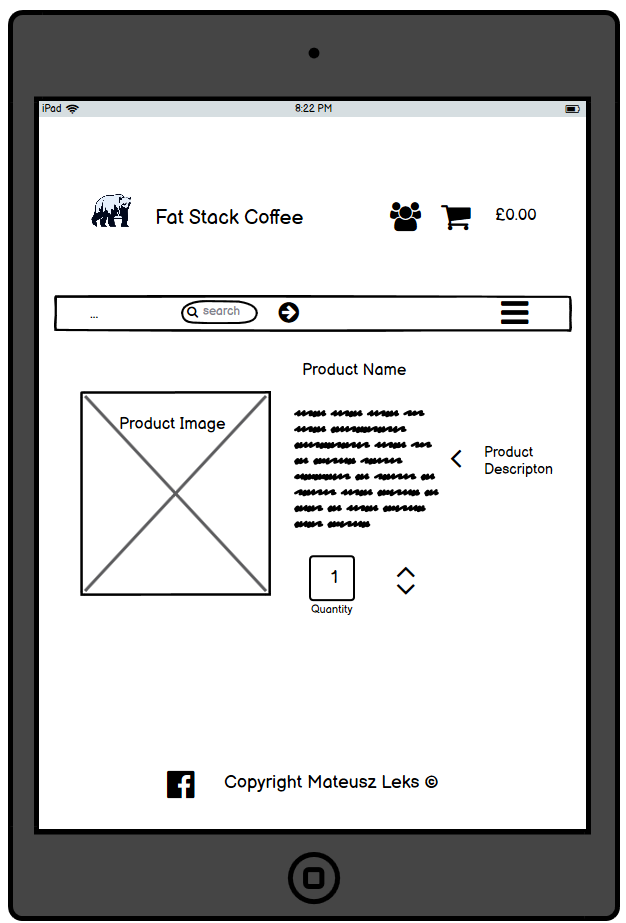 iPad 8:22 PM
Fat Stack Coffee £0.00
... search
Product Name
Product Image
Product
Descripton
1
Quantity
Copyright Mateusz Leks ©